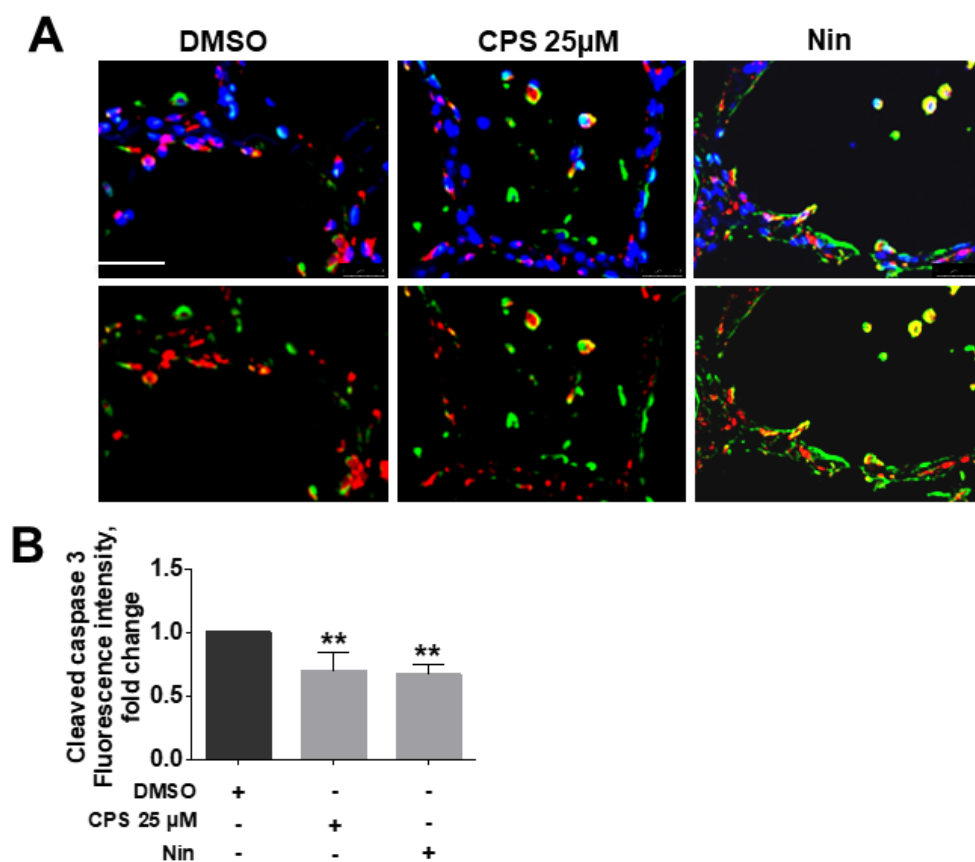 A
DMSO CPS 25µM Nin
B
Cleaved caspase 3
Fluorescence intensity,
fold change
1.5
1.0
0.5
0.0
** **
DMSO + - -
CPS 25 µM - + -
Nin - - +